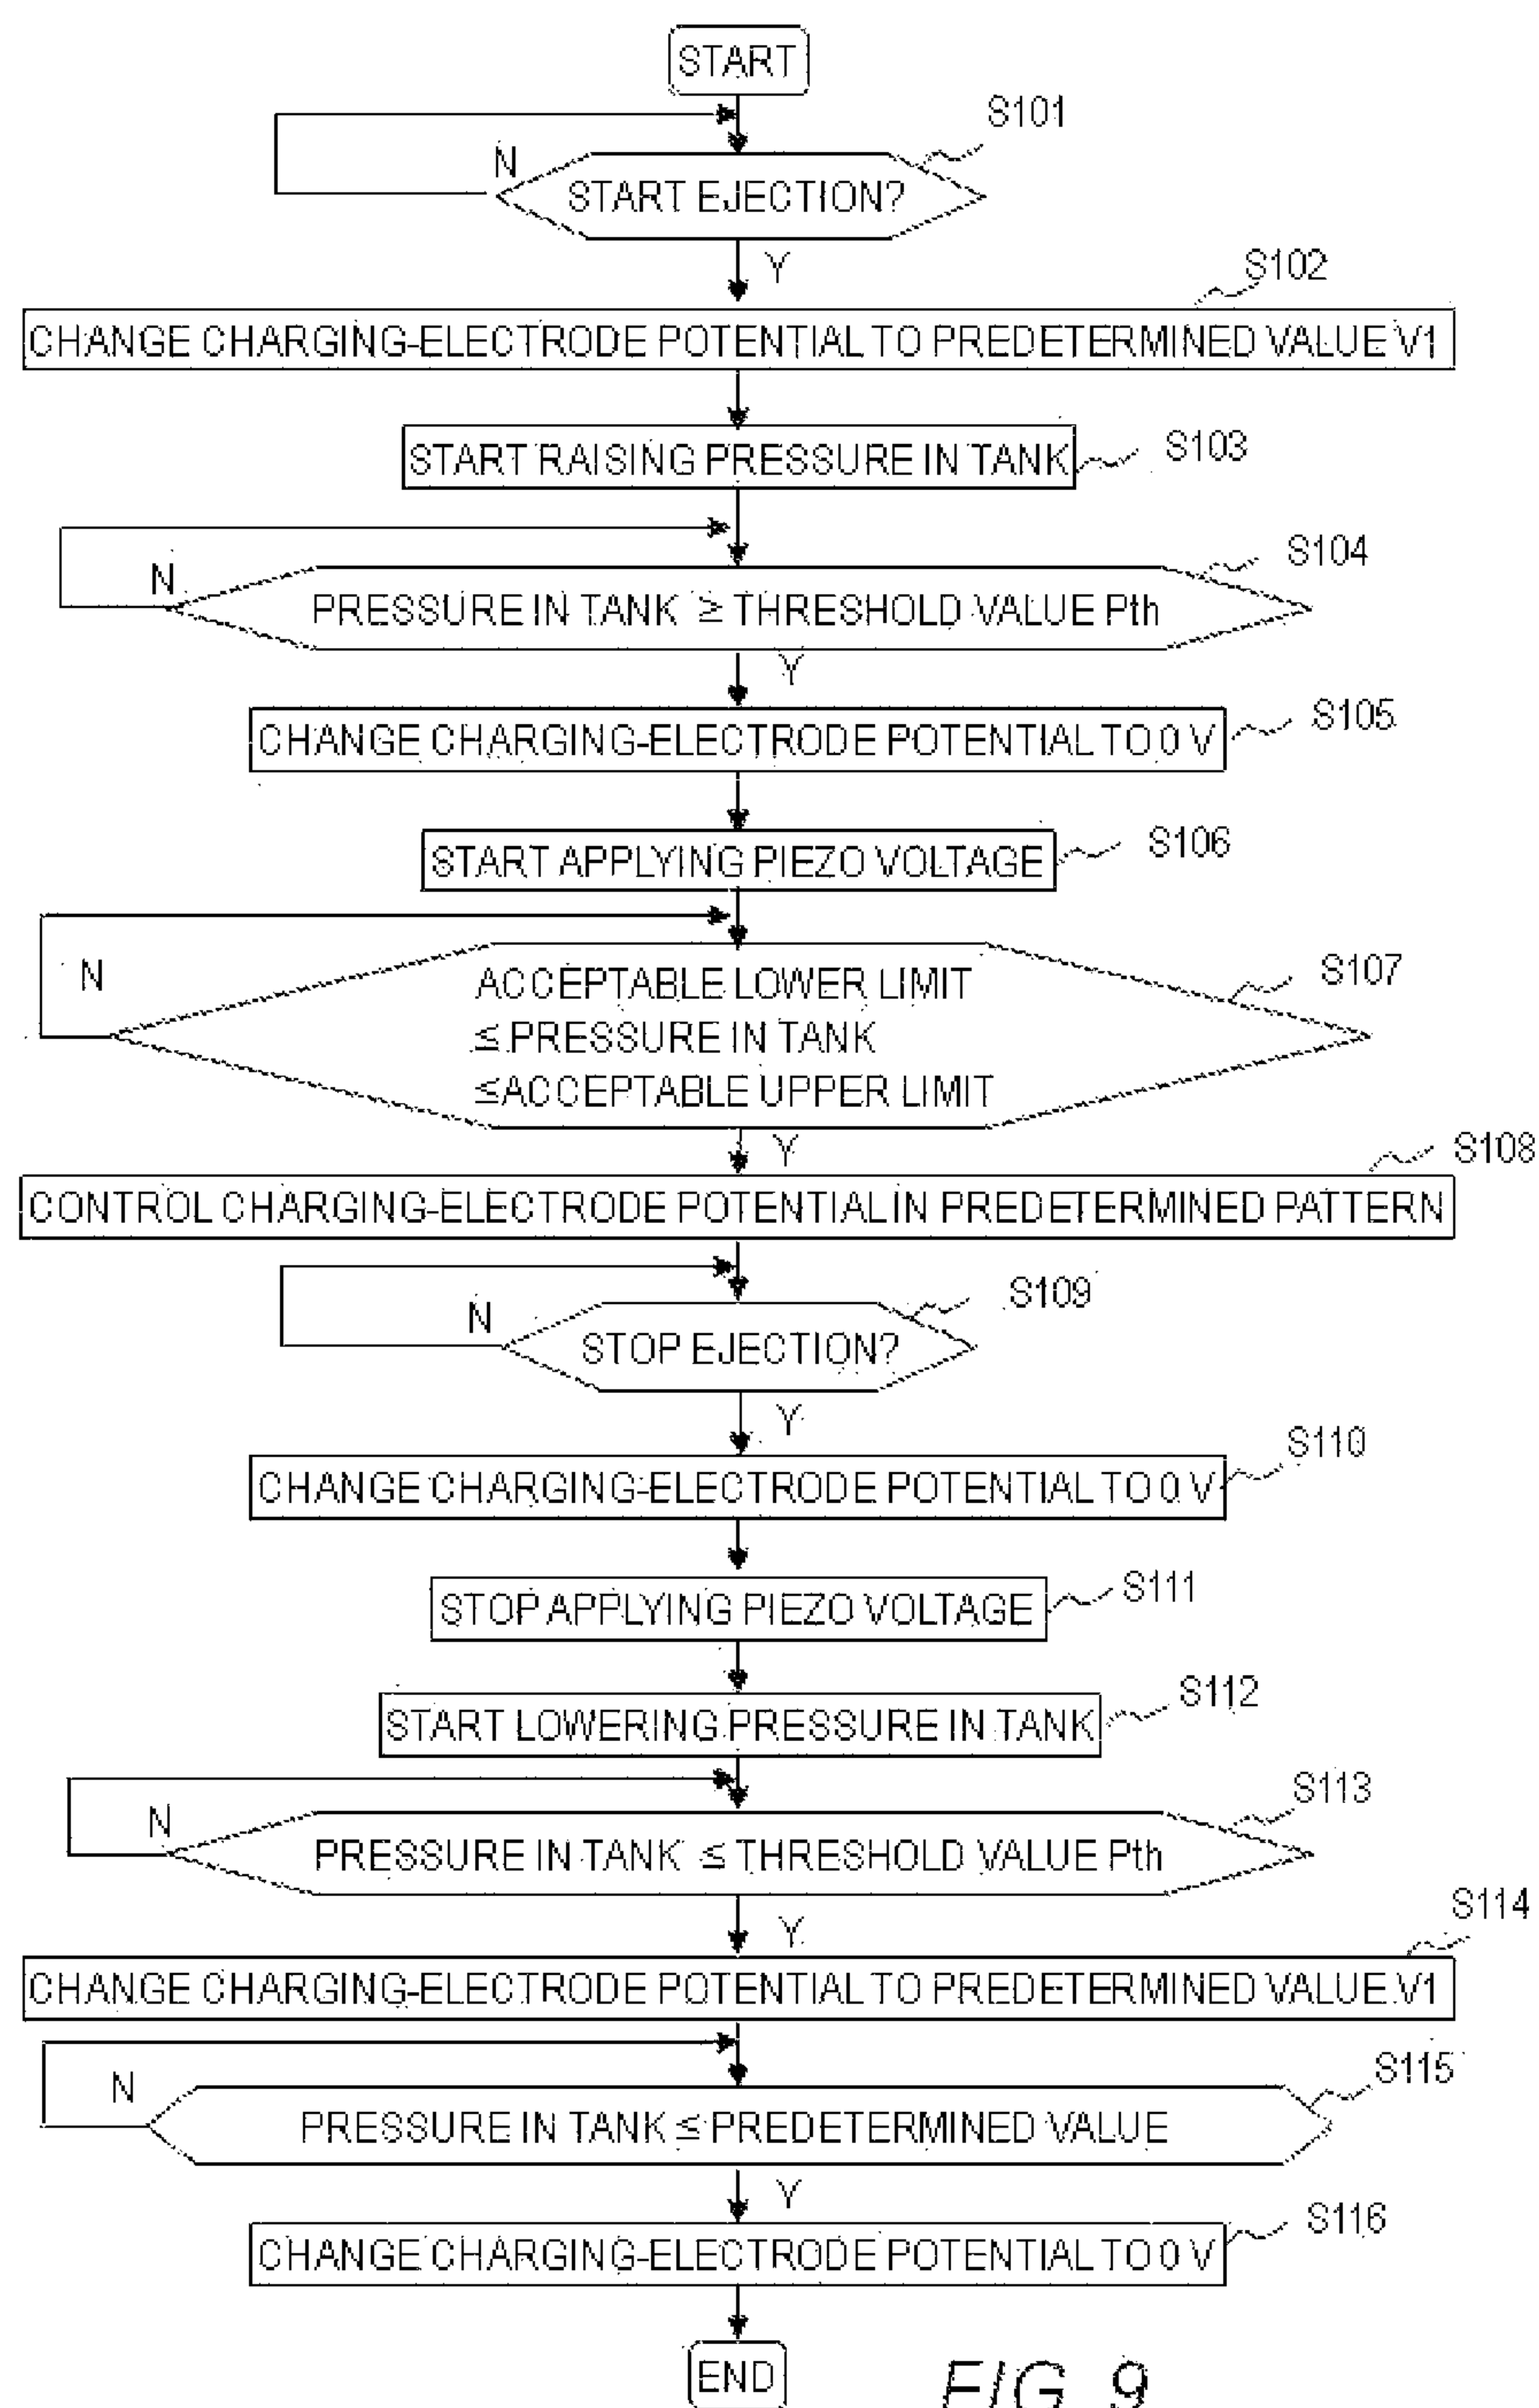 START
S101
N
START EJECTION?
Y
S102
CHANGE CHARGING-ELECTRODE POTENTIAL TO PREDETERMINED VALUE V1
START RAISING PRESSURE IN TANK
S103
S104
N
PRESSURE IN TANK ≥ THRESHOLD VALUE Pth
Y
S105
CHANGE CHARGING-ELECTRODE POTENTIAL TO 0 V
S106
START APPLYING PIEZO VOLTAGE
S107
N
ACCEPTABLE LOWER LIMIT
≤ PRESSURE IN TANK
≤ ACCEPTABLE UPPER LIMIT
Y
S108
CONTROL CHARGING-ELECTRODE POTENTIAL IN PREDETERMINED PATTERN
S109
N
STOP EJECTION?
Y
S110
CHANGE CHARGING-ELECTRODE POTENTIAL TO 0 V
S111
STOP APPLYING PIEZO VOLTAGE
S112
START LOWERING PRESSURE IN TANK
S113
N
PRESSURE IN TANK ≤ THRESHOLD VALUE Pth
Y
S114
CHANGE CHARGING-ELECTRODE POTENTIAL TO PREDETERMINED VALUE V1
S115
N
PRESSURE IN TANK ≤ PREDETERMINED VALUE
Y
S116
CHANGE CHARGING-ELECTRODE POTENTIAL TO 0 V
END
FIG. 9